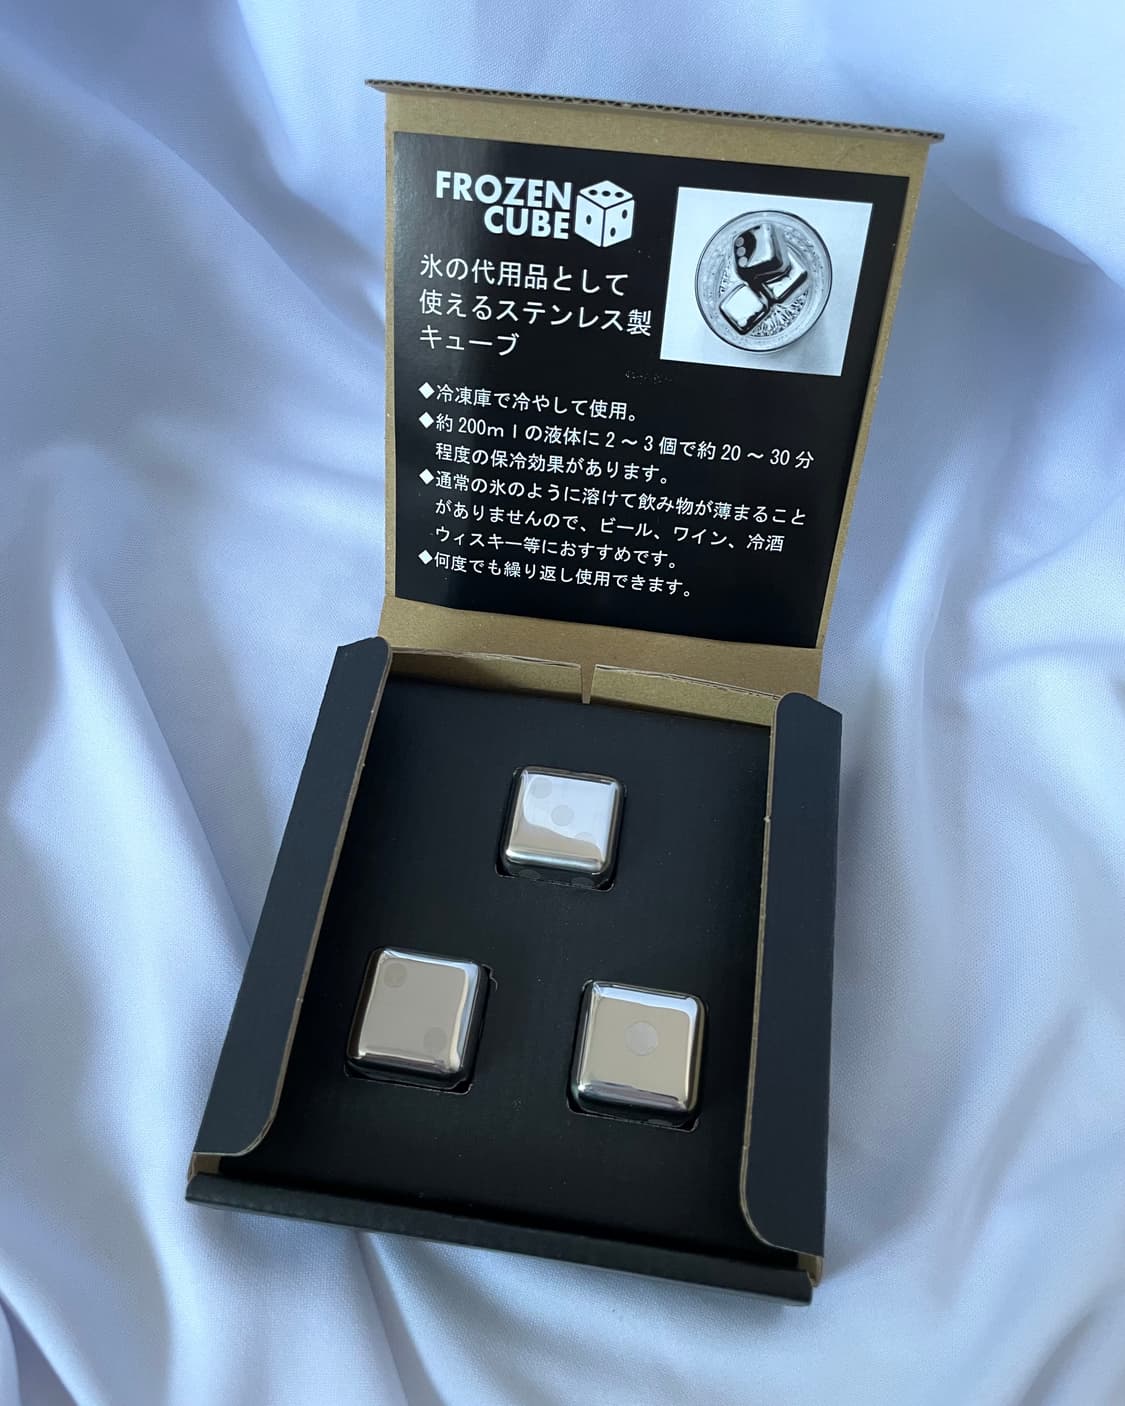 FROZEN
CUBE
氷の代用品として
使えるステンレス製
キューブ
◆冷凍庫で冷やして使用。
◆約200mlの液体に2～3個で約20～30分
程度の保冷効果があります。
◆通常の氷のように溶けて飲み物が薄まること
がありませんので、ビール、ワイン、冷酒
ウィスキー等におすすめです。
◆何度でも繰り返し使用できます。